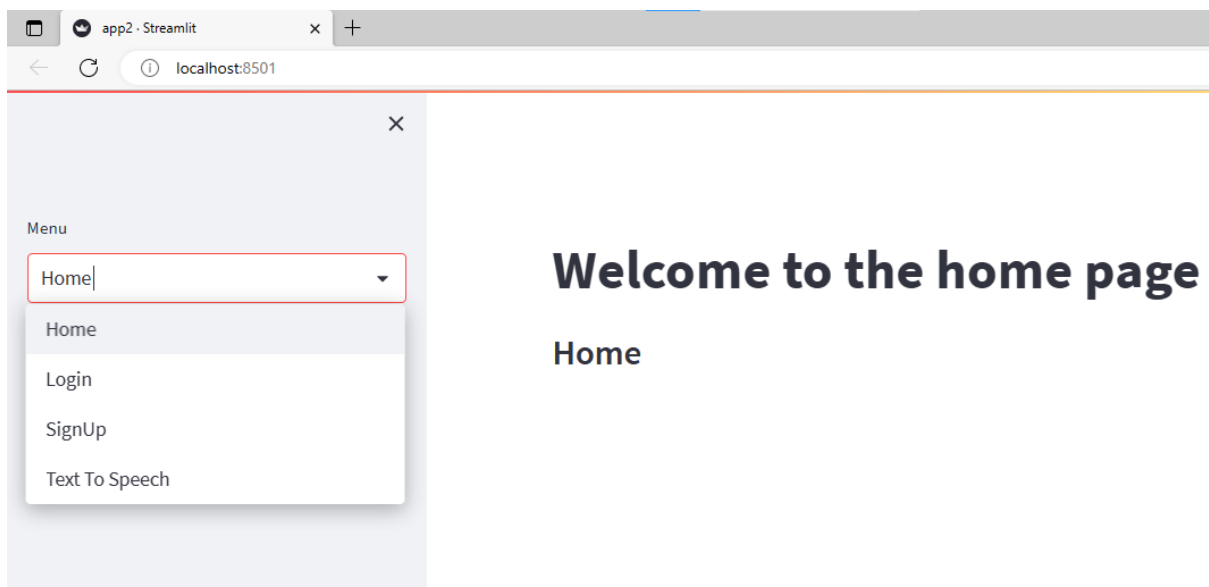 app2 · Streamlit
localhost:8501
Menu
Home
Home
Login
SignUp
Text To Speech
Welcome to the home page
Home